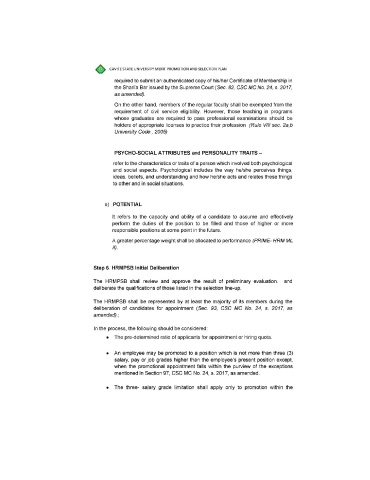 CAVITE STATE UNIVERSITY MERIT PROMOTION AND SELECTION PLAN
required to submit an authenticated copy of his/her Certificate of Membership in
the Shari'a Bar issued by the Supreme Court (Sec. 82, CSC MC No. 24, s. 2017,
as amended).
On the other hand, members of the regular faculty shall be exempted from the
requirement of civil service eligibility. However, those teaching in programs
whose graduates are required to pass professional examinations should be
holders of appropriate licenses to practice their profession. (Rule VIII sec. 2a.b
University Code , 2006)
PSYCHO-SOCIAL ATTRIBUTES and PERSONALITY TRAITS –
refer to the characteristics or traits of a person which involved both psychological
and social aspects. Psychological includes the way he/she perceives things,
ideas, beliefs, and understanding and how he/she acts and relates these things
to other and in social situations.
POTENTIAL
It refers to the capacity and ability of a candidate to assume and effectively
perform the duties of the position to be filled and those of higher or more
responsible positions at some point in the future.
A greater percentage weight shall be allocated to performance (PRIME- HRM ML
II).
Step 6. HRMPSB Initial Deliberation
The HRMPSB shall review and approve the result of preliminary evaluation and
deliberate the qualifications of those listed in the selection line-up.
The HRMPSB shall be represented by at least the majority of its members during the
deliberation of candidates for appointment (Sec. 93, CSC MC No. 24, s. 2017, as
amended).;
In the process, the following should be considered:
• The pre-determined ratio of applicants for appointment or hiring quota.
• An employee may be promoted to a position which is not more than three (3)
salary, pay or job grades higher than the employee's present position except,
when the promotional appointment falls within the purview of the exceptions
mentioned in Section 97, CSC MC No. 24, s. 2017, as amended.
• The three- salary grade limitation shall apply only to promotion within the